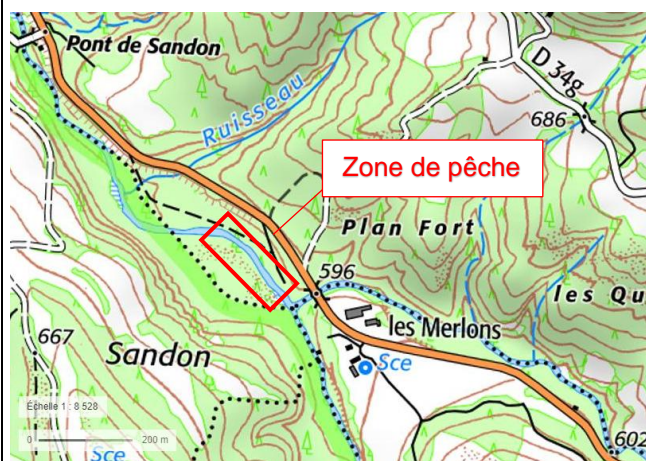 Pont de Sandon
D 34g
Ruisseau
686
Zone de pêche
Plan Fort
596
les Qu
les Merlons
667
Sandon
Sce
Échelle 1 : 8 528
0 200 m
Sce
602